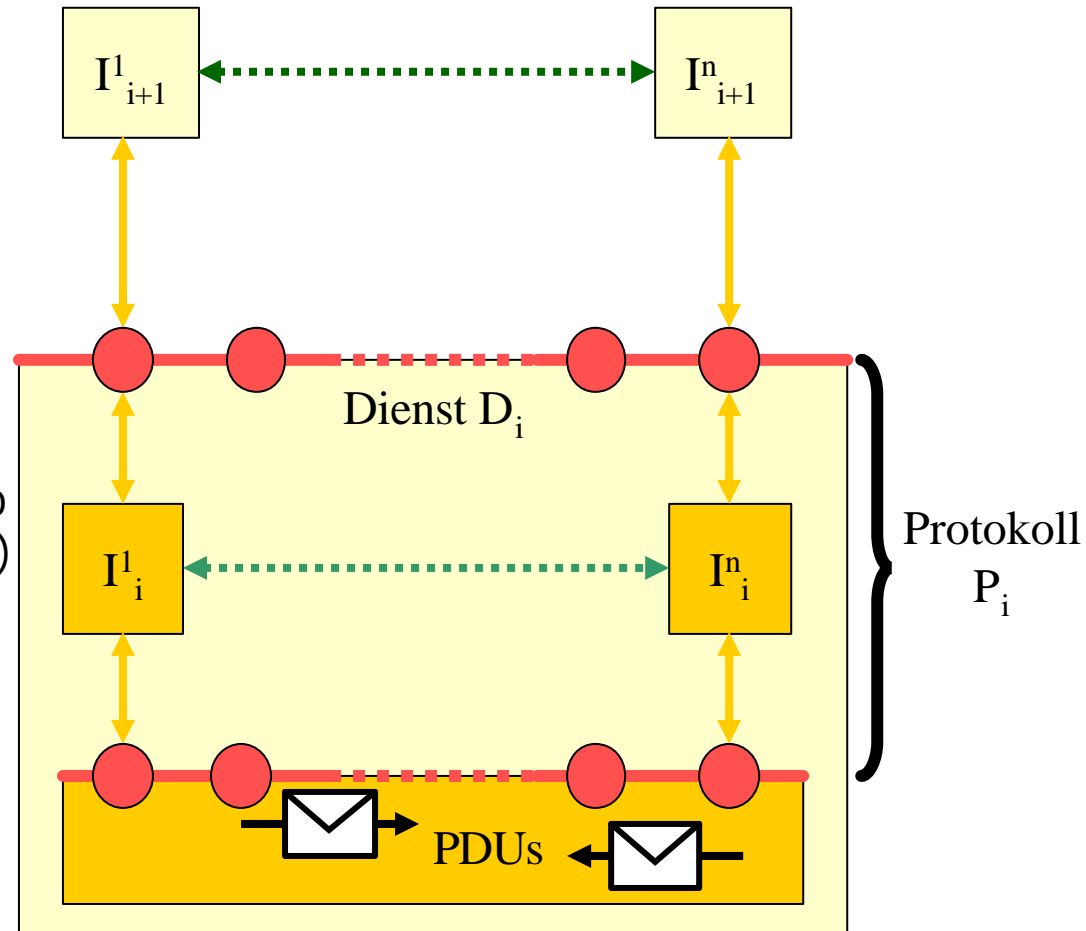 I¹ᵢ₊₁
Iⁿᵢ₊₁
Dienst Dᵢ
I¹ᵢ
Iⁿᵢ
Protokoll
Pᵢ
PDUs